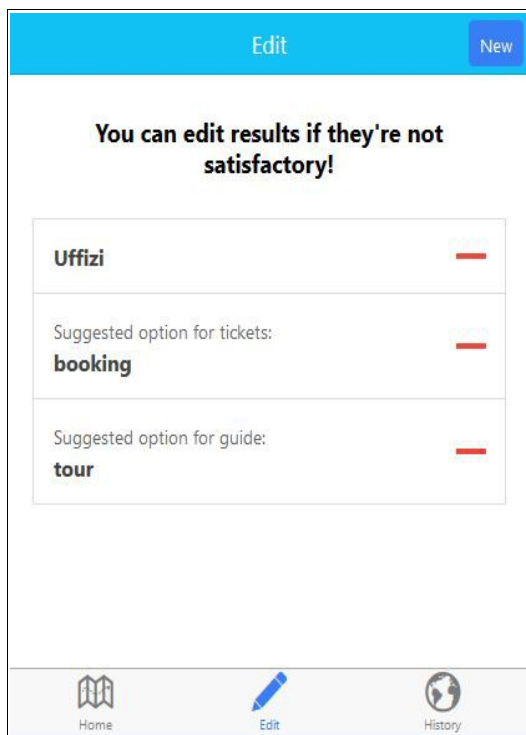 Edit
New
You can edit results if they're not
satisfactory!
Uffizi
Suggested option for tickets:
booking
Suggested option for guide:
tour
Home
Edit
History